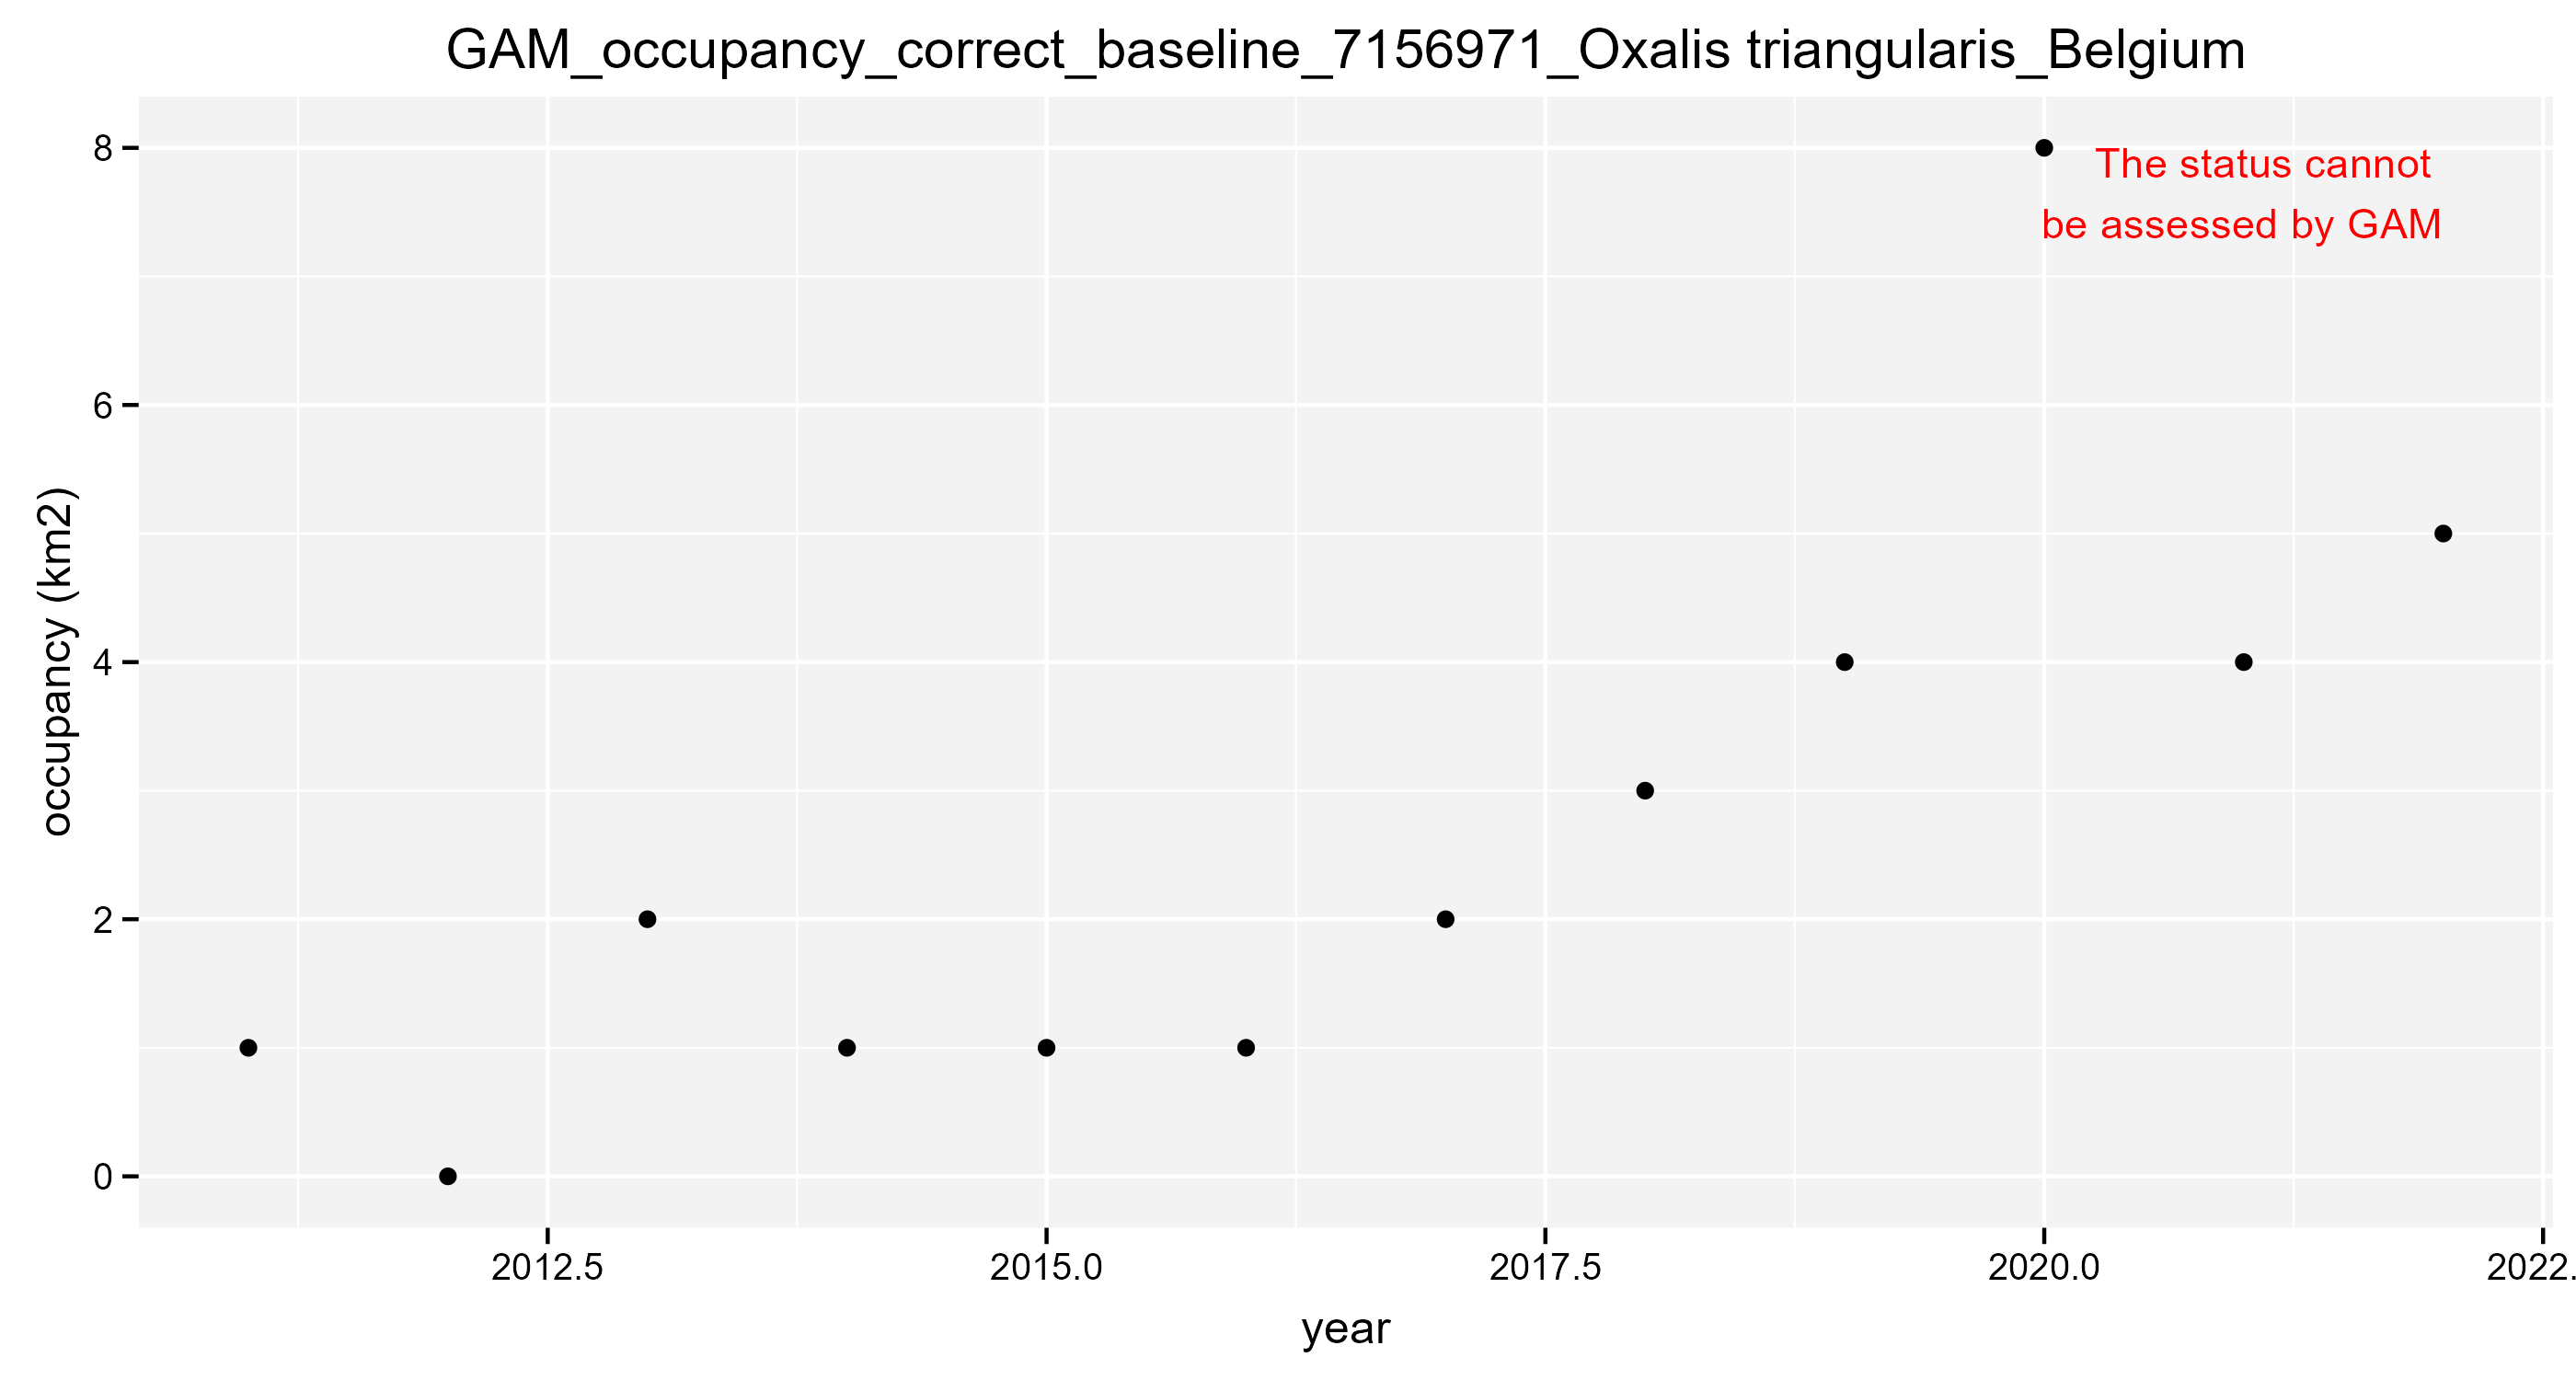 GAM_occupancy_correct_baseline_7156971_Oxalis triangularis_Belgium
8
The status cannot
be assessed by GAM
6
occupancy (km2)
4
2
0
2012.5 2015.0 2017.5 2020.0 2022.
year